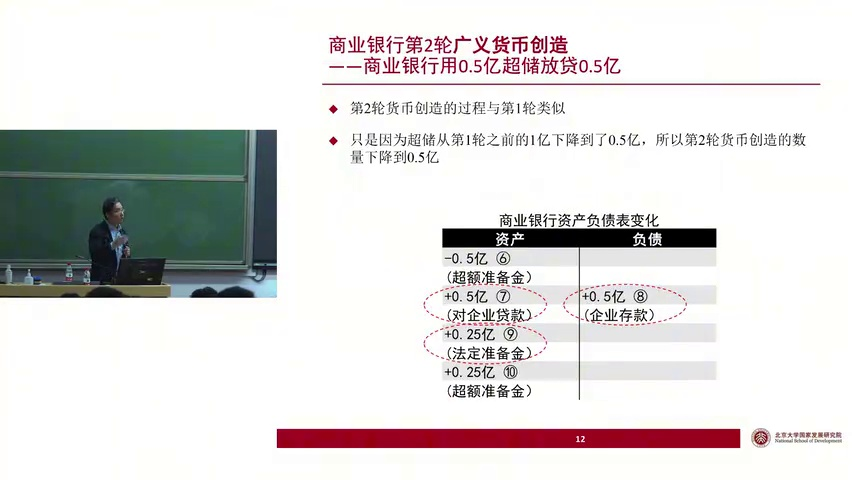 商业银行第2轮广义货币创造
——商业银行用0.5亿超储放贷0.5亿
第2轮货币创造的过程与第1轮类似
只是因为超储从第1轮之前的1亿下降到了0.5亿，所以第2轮货币创造的数
量下降到0.5亿
商业银行资产负债表变化
资产 负债
-0.5亿 ⑥
(超额准备金)
+0.5亿 ⑦ +0.5亿 ⑧
(对企业贷款) (企业存款)
+0.25亿 ⑨
(法定准备金)
+0.25亿 ⑩
(超额准备金)
12
北京大学国家发展研究院
National School of Development